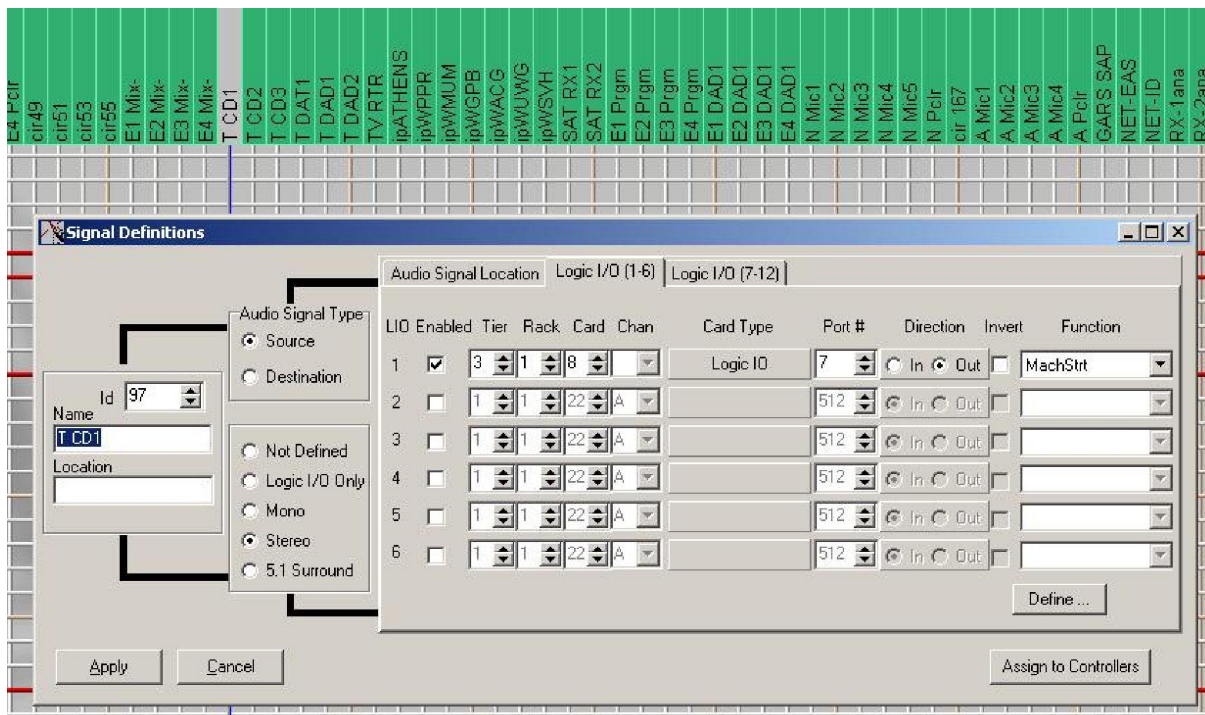 E4 Pclr
cir49
cir51
cir53
cir55
E1 Mix-
E2 Mix-
E3 Mix-
E4 Mix-
T CD1
T CD2
T CD3
T DAT1
T DAD1
T DAD2
TV RTR
ipATHENS
ipWPPR
ipWMUM
ipWGPB
ipWACG
ipWUWG
ipWSVH
SAT RX1
SAT RX2
E1 Prgm
E2 Prgm
E3 Prgm
E4 Prgm
E1 DAD1
E2 DAD1
E3 DAD1
E4 DAD1
N Mic1
N Mic2
N Mic3
N Mic4
N Mic5
N Pclr
cir 167
A Mic1
A Mic2
A Mic3
A Mic4
A Pclr
GARS SAP
NET-EAS
NET-ID
RX-1ana
RX-2ana
Signal Definitions
Audio Signal Location Logic I/O (1-6) Logic I/O (7-12)
Id 97
Name
T CD1
Location
Audio Signal Type
Source
Destination
Not Defined
Logic I/O Only
Mono
Stereo
5.1 Surround
LIO Enabled Tier Rack Card Chan Card Type Port # Direction Invert Function
1 3 1 8 Logic IO 7 In Out MachStrt
2 1 1 22 A 512 In Out
3 1 1 22 A 512 In Out
4 1 1 22 A 512 In Out
5 1 1 22 A 512 In Out
6 1 1 22 A 512 In Out
Define ...
Apply Cancel Assign to Controllers